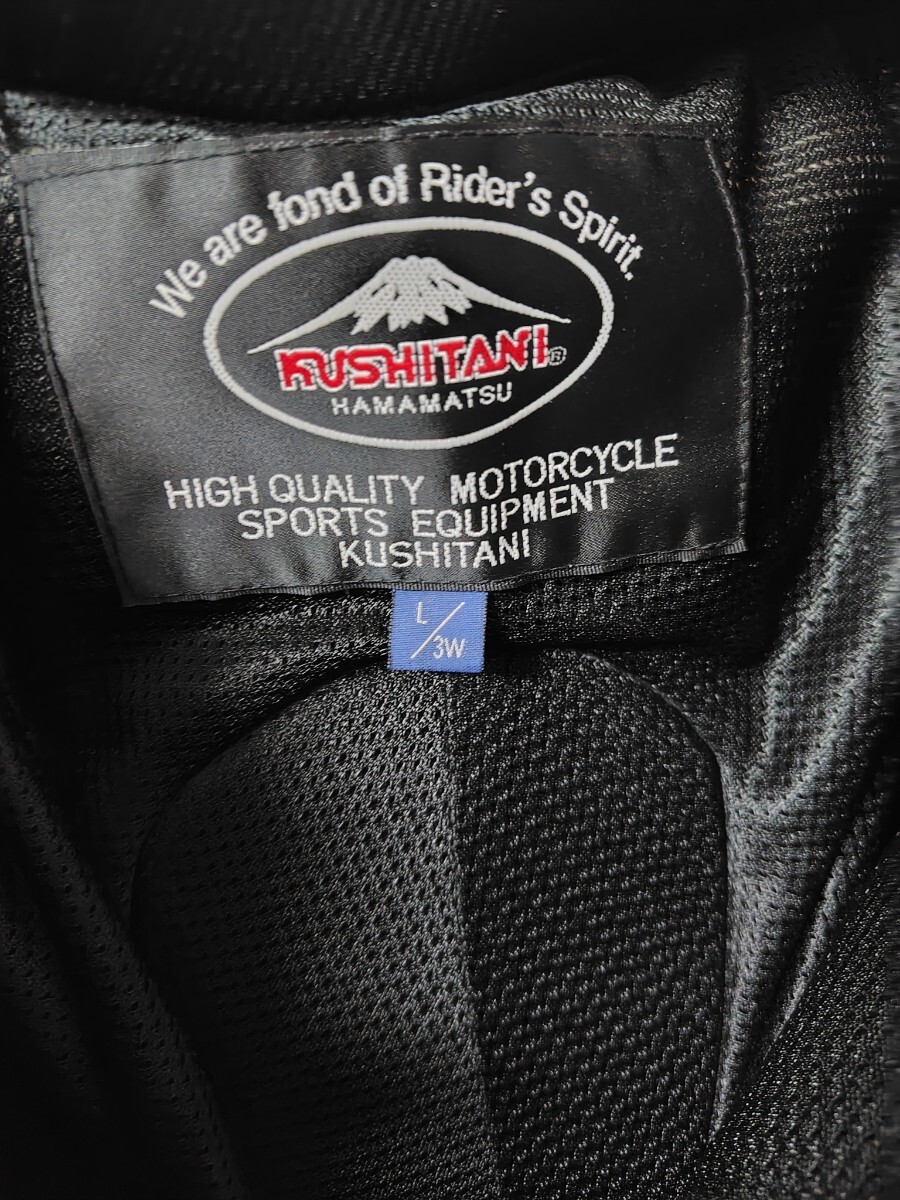 We are fond of Rider's Spirit.
KUSHITANI®
HAMAMATSU
HIGH QUALITY MOTORCYCLE
SPORTS EQUIPMENT
KUSHITANI
L/3W